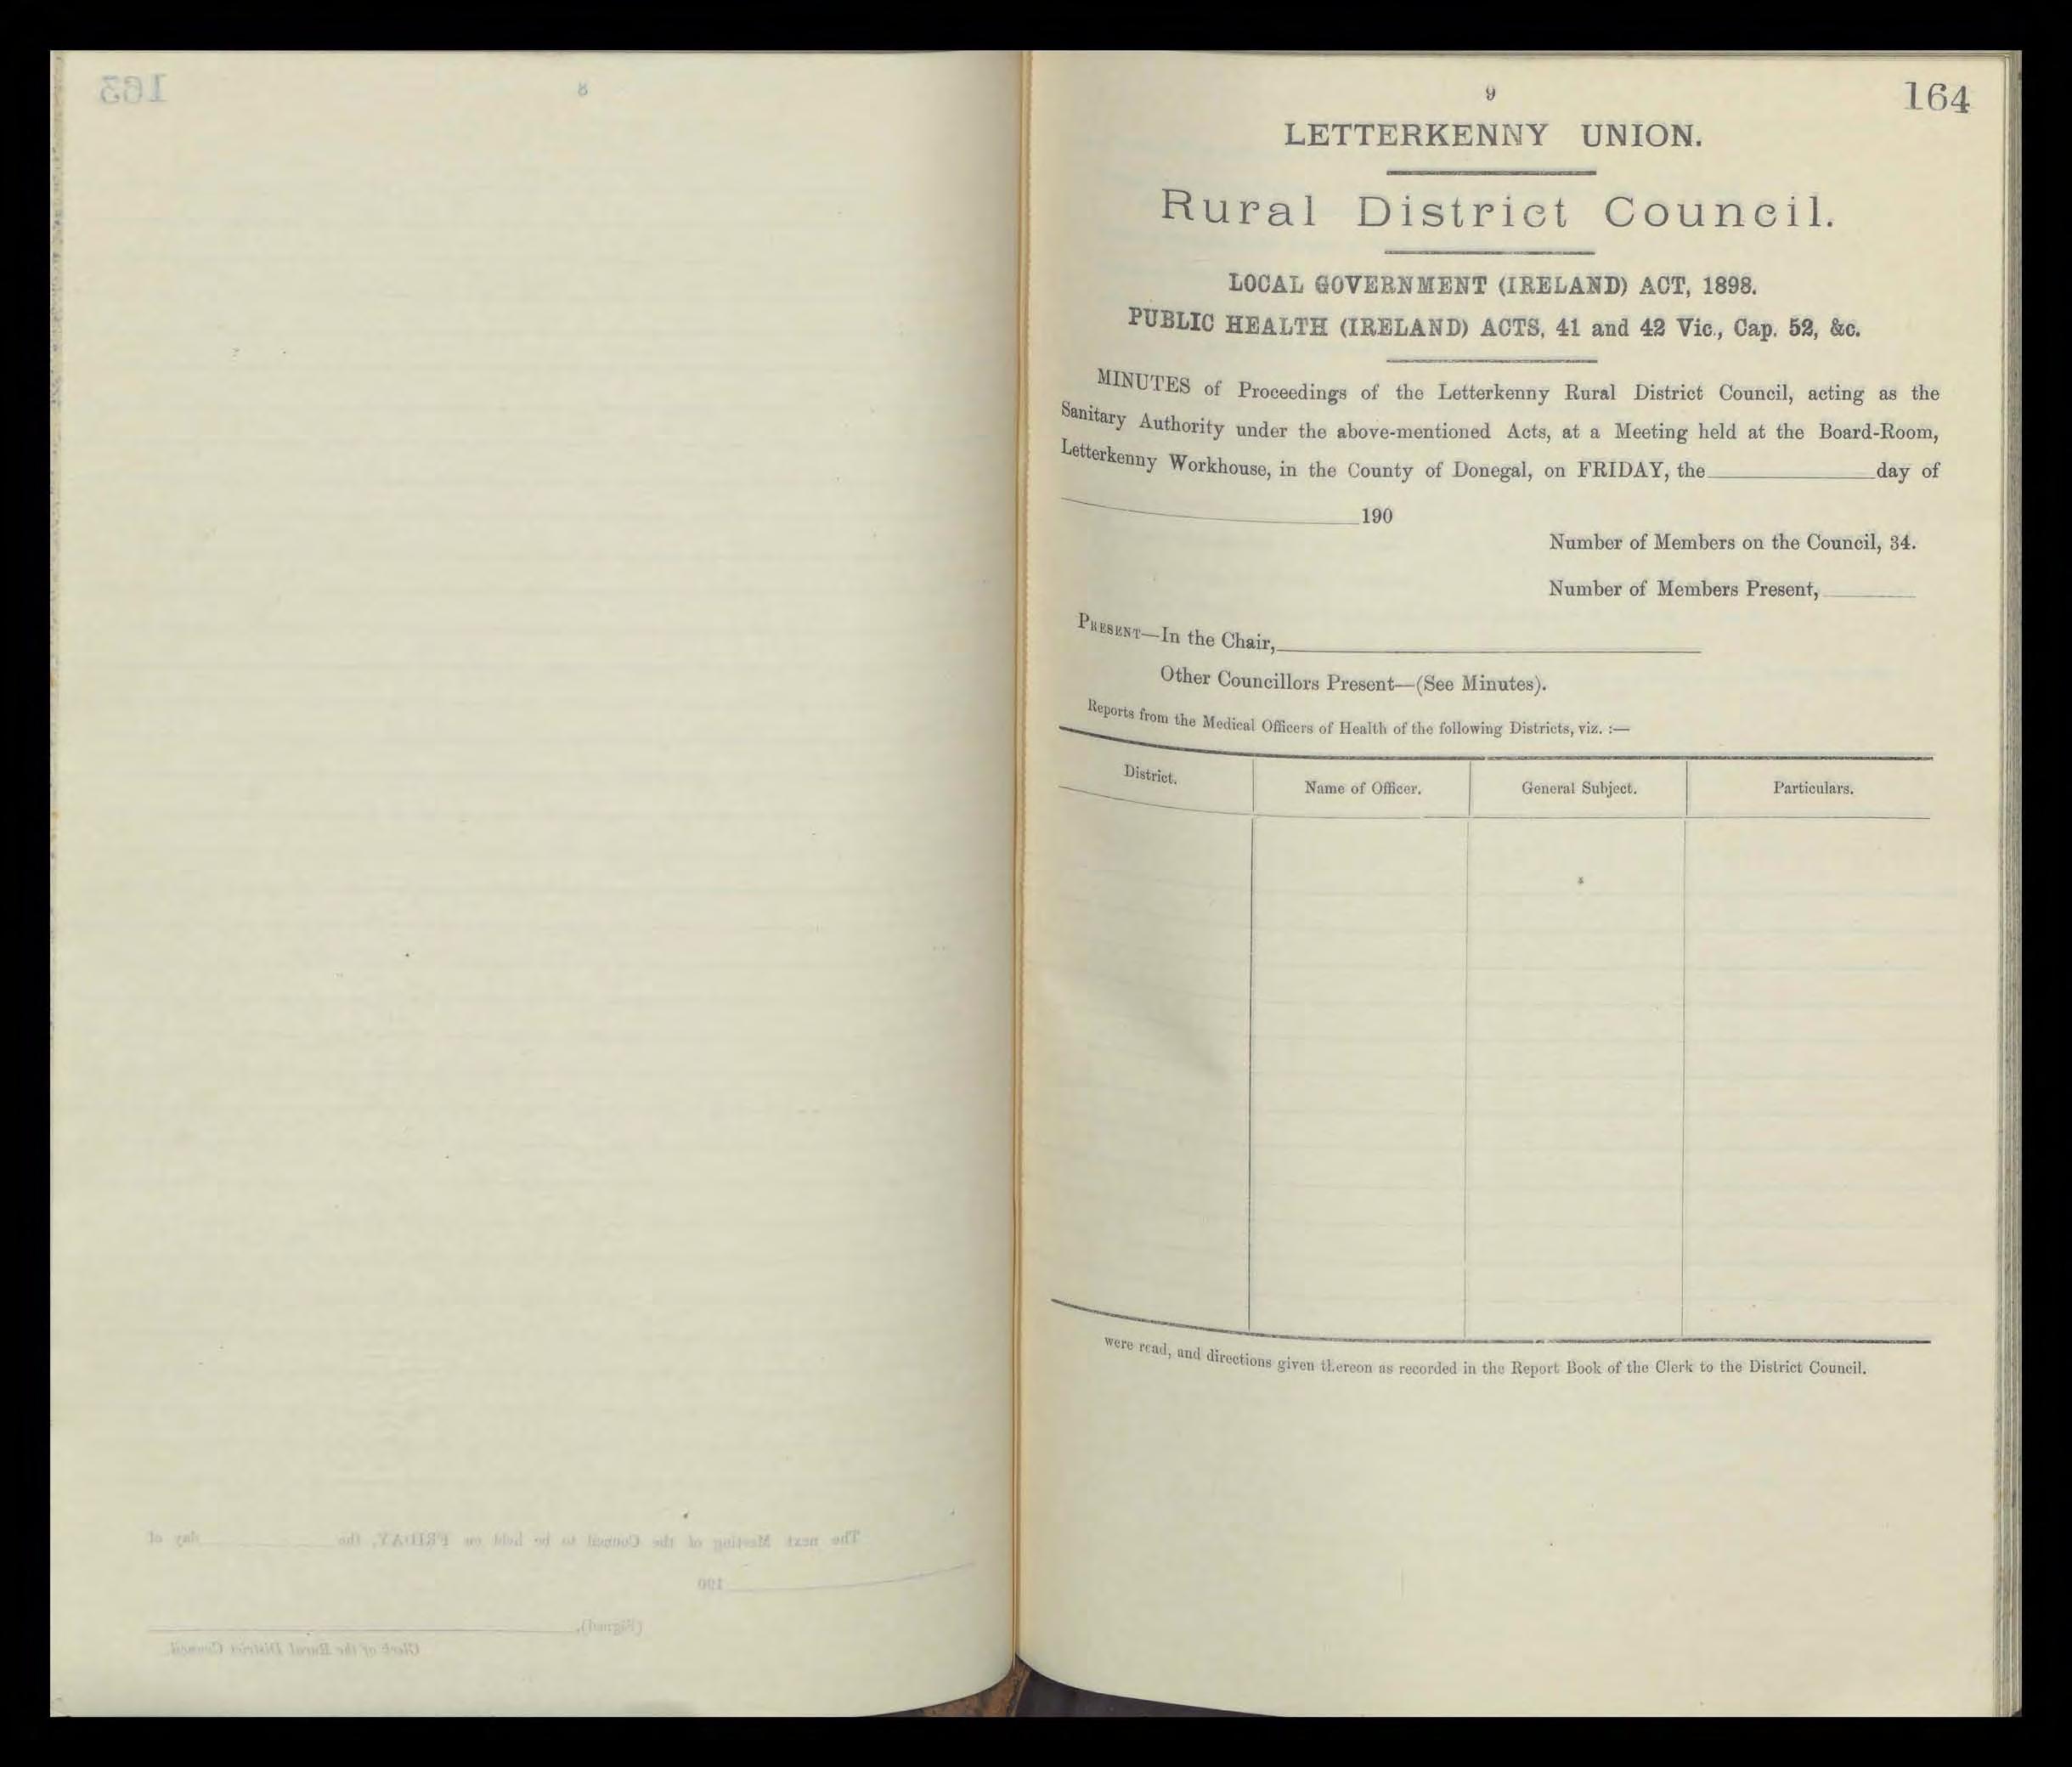 163
8
The next Meeting of the Council to be held on FRIDAY, the day of
190
(Signed),
Clerk of the Rural District Council.
9
164
LETTERKENNY UNION.
Rural District Council.
LOCAL GOVERNMENT (IRELAND) ACT, 1898.
PUBLIC HEALTH (IRELAND) ACTS, 41 and 42 Vic., Cap. 52, &c.
MINUTES of Proceedings of the Letterkenny Rural District Council, acting as the
Sanitary Authority under the above-mentioned Acts, at a Meeting held at the Board-Room,
Letterkenny Workhouse, in the County of Donegal, on FRIDAY, the day of
190
Number of Members on the Council, 34.
Number of Members Present,
PRESENT—In the Chair,
Other Councillors Present—(See Minutes).
Reports from the Medical Officers of Health of the following Districts, viz. :—
District. Name of Officer. General Subject. Particulars.
were read, and directions given thereon as recorded in the Report Book of the Clerk to the District Council.